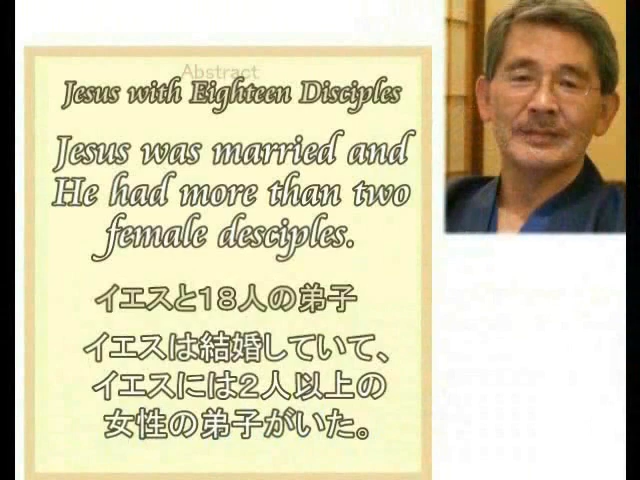 Abstract
Jesus with Eighteen Disciples
Jesus was married and
He had more than two
female desciples.
イエスと１８人の弟子
イエスは結婚していて、
イエスには２人以上の
女性の弟子がいた。